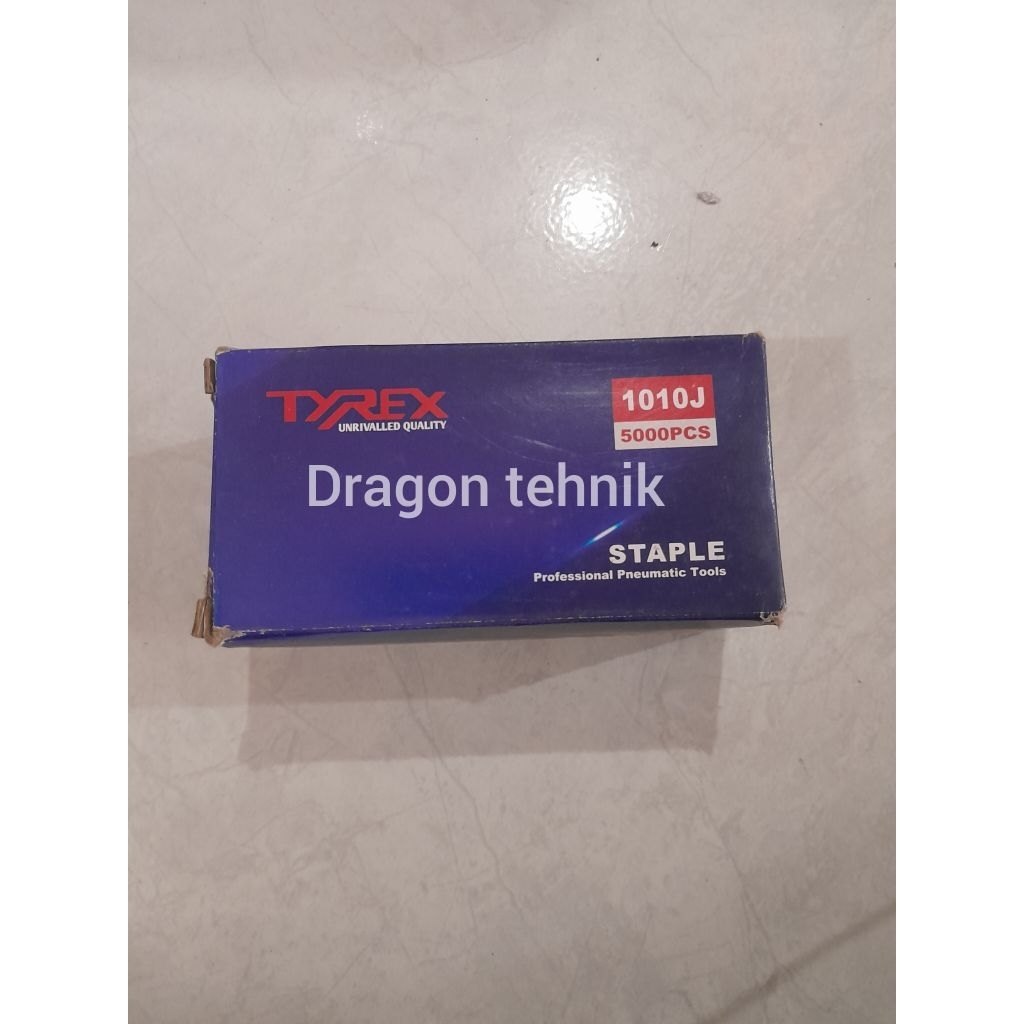 TYREX
UNRIVALLED QUALITY
1010J
5000PCS
Dragon tehnik
STAPLE
Professional Pneumatic Tools